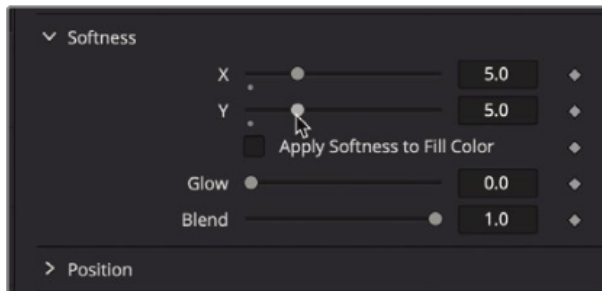 Softness
X 5.0
Y 5.0
Apply Softness to Fill Color
Glow 0.0
Blend 1.0
Position